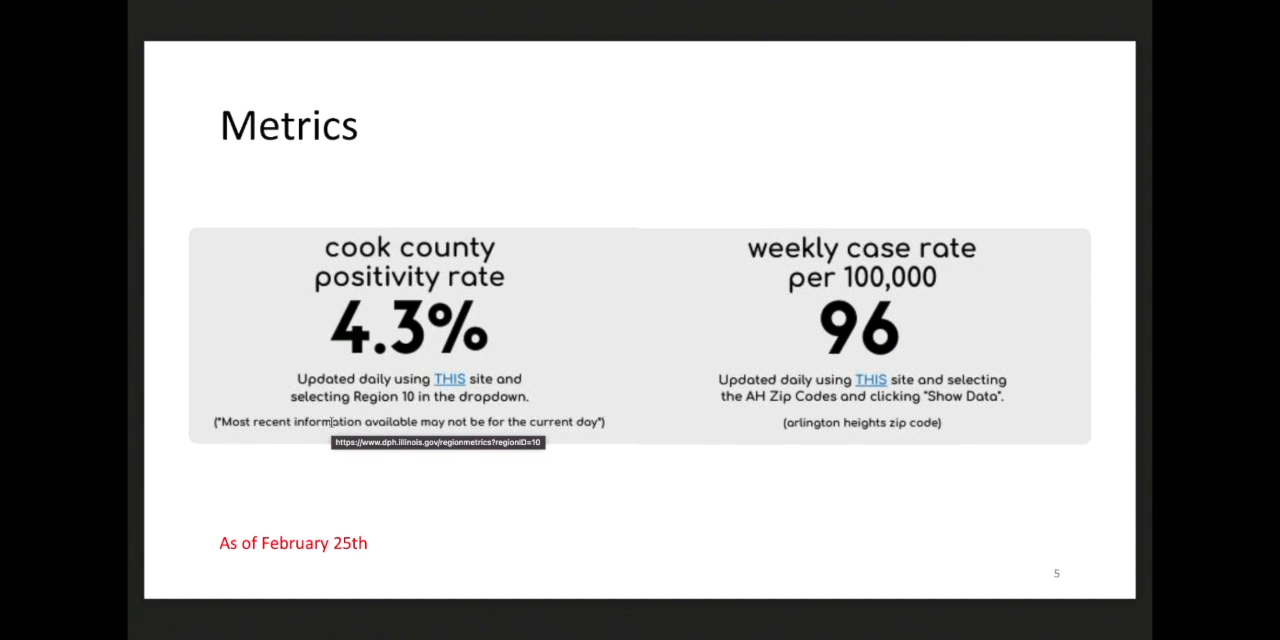 Metrics
cook county
positivity rate
4.3%
Updated daily using THIS site and
selecting Region 10 in the dropdown.
(*Most recent information available may not be for the current day*)
https://www.dph.illinois.gov/regionmetrics?regionID=10
weekly case rate
per 100,000
96
Updated daily using THIS site and selecting
the AH Zip Codes and clicking "Show Data".
(arlington heights zip code)
As of February 25th
5